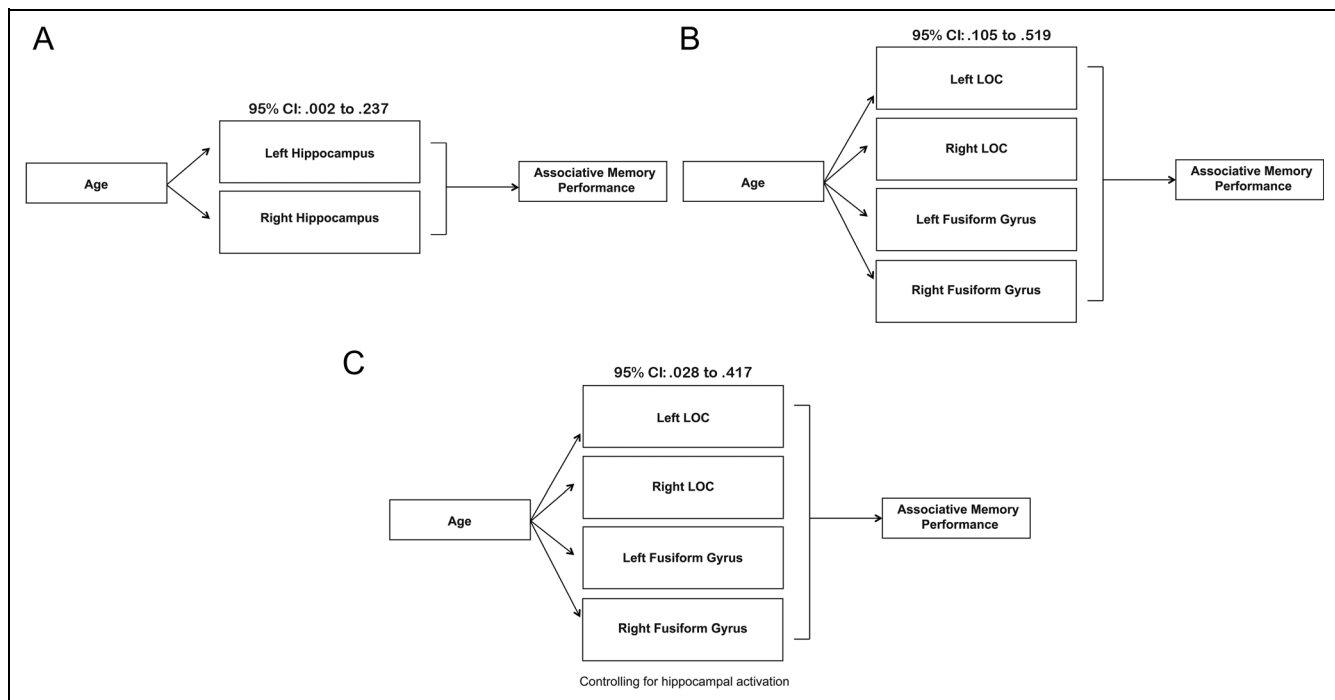 A
95% CI: .002 to .237
Age
Left Hippocampus
Right Hippocampus
Associative Memory
Performance
B
95% CI: .105 to .519
Age
Left LOC
Right LOC
Left Fusiform Gyrus
Right Fusiform Gyrus
Associative Memory
Performance
C
95% CI: .028 to .417
Age
Left LOC
Right LOC
Left Fusiform Gyrus
Right Fusiform Gyrus
Associative Memory
Performance
Controlling for hippocampal activation